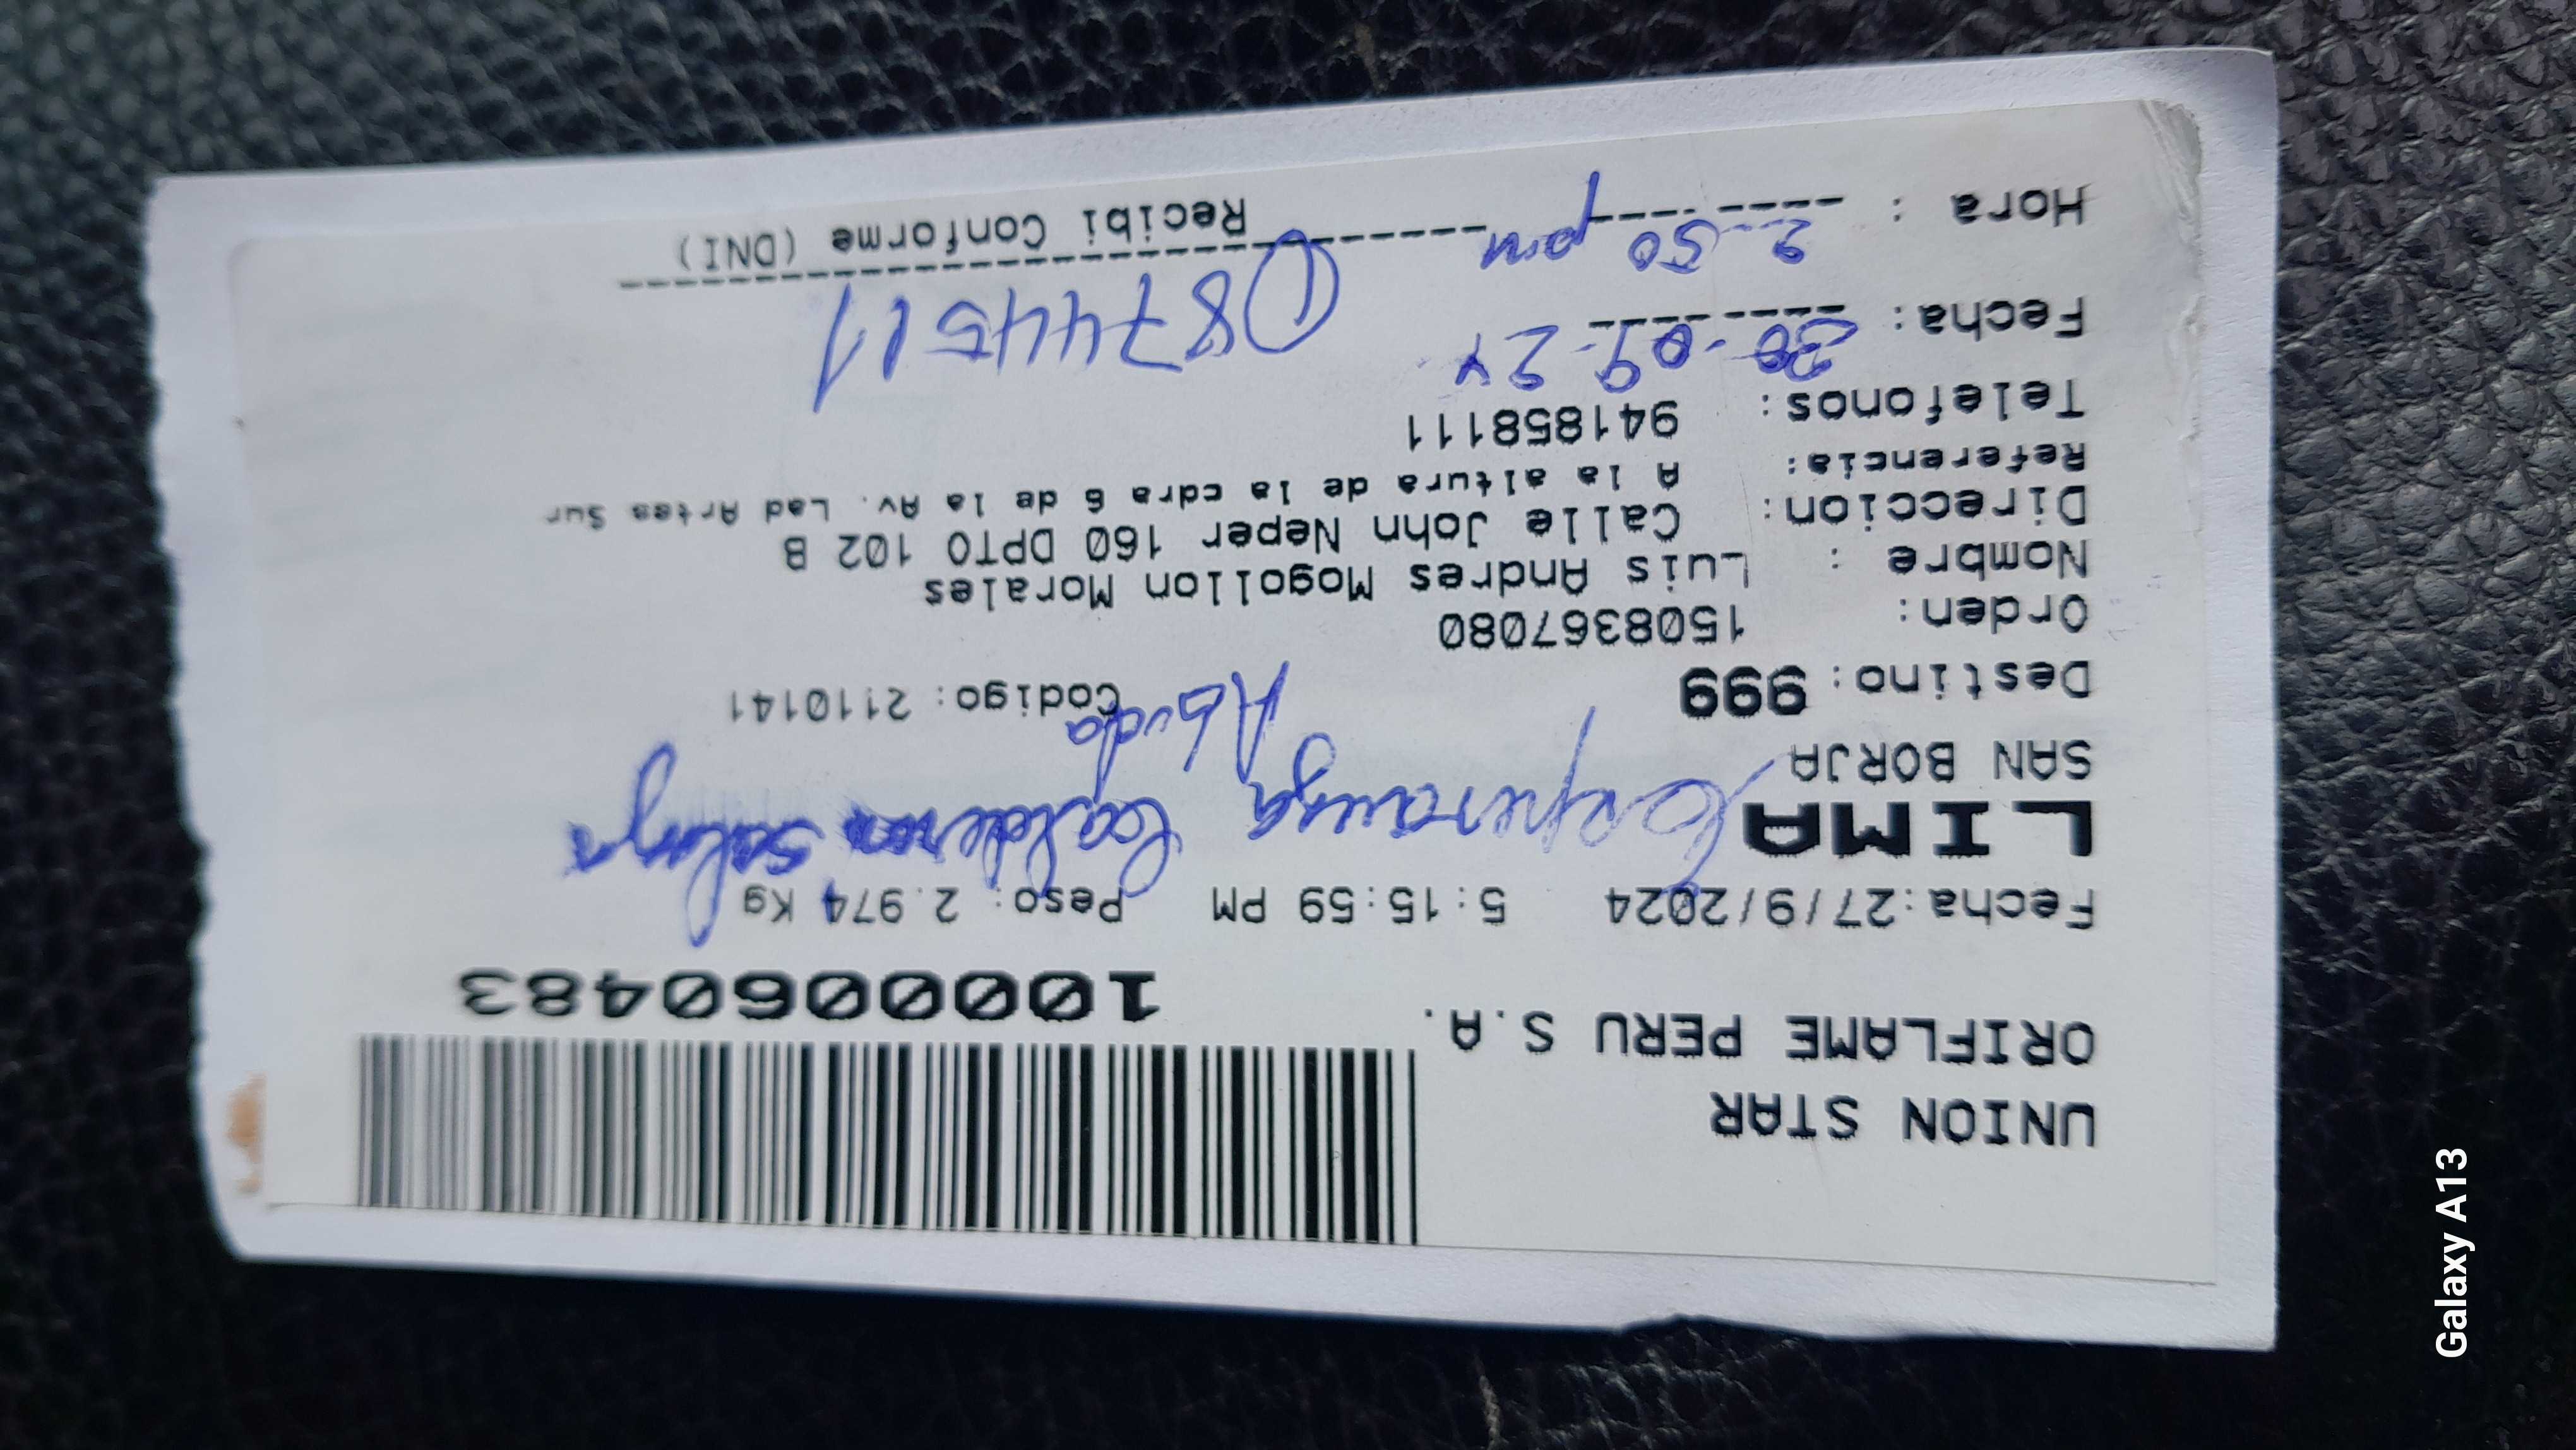 UNION STAR
ORIFLAME PERU S.A.
1000060483
Fecha:27/9/2024 5:15:59 PM Peso: 2.974 Kg
LIMA
Esperanza Calderon
SAN BORJA
Destino: 999 Codigo: 2110141
Orden: 1508367080
Nombre : Luis Andres Mogollon Morales
Direccion: Calle John Neper 160 DPTO 102 B
Referencia: A la altura de la cdra 6 de la Av. Lad Artes Sur
Telefonos: 941858111
Fecha: 30-09-24
08744511
Hora : 2-50 pm
Recibi Conforme (DNI)
Galaxy A13